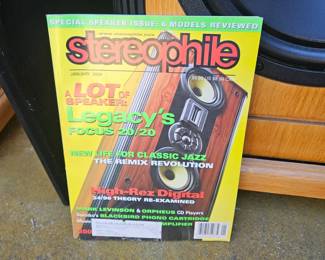 SPECIAL SPEAKER ISSUE: 6 MODELS REVIEWED
stereophile
JANUARY
A LOT of
SPEAKER:
Legacy's
FOCUS 20/20
NEW LIFE FOR CLASSIC JAZZ
THE REMIX REVOLUTION
High-Rez Digital
24/96 THEORY RE-EXAMINED
MARK LEVINSON & ORPHEUS CD Players
BLACKBIRD PHONO CARTRIDGE
AMPLIFIER